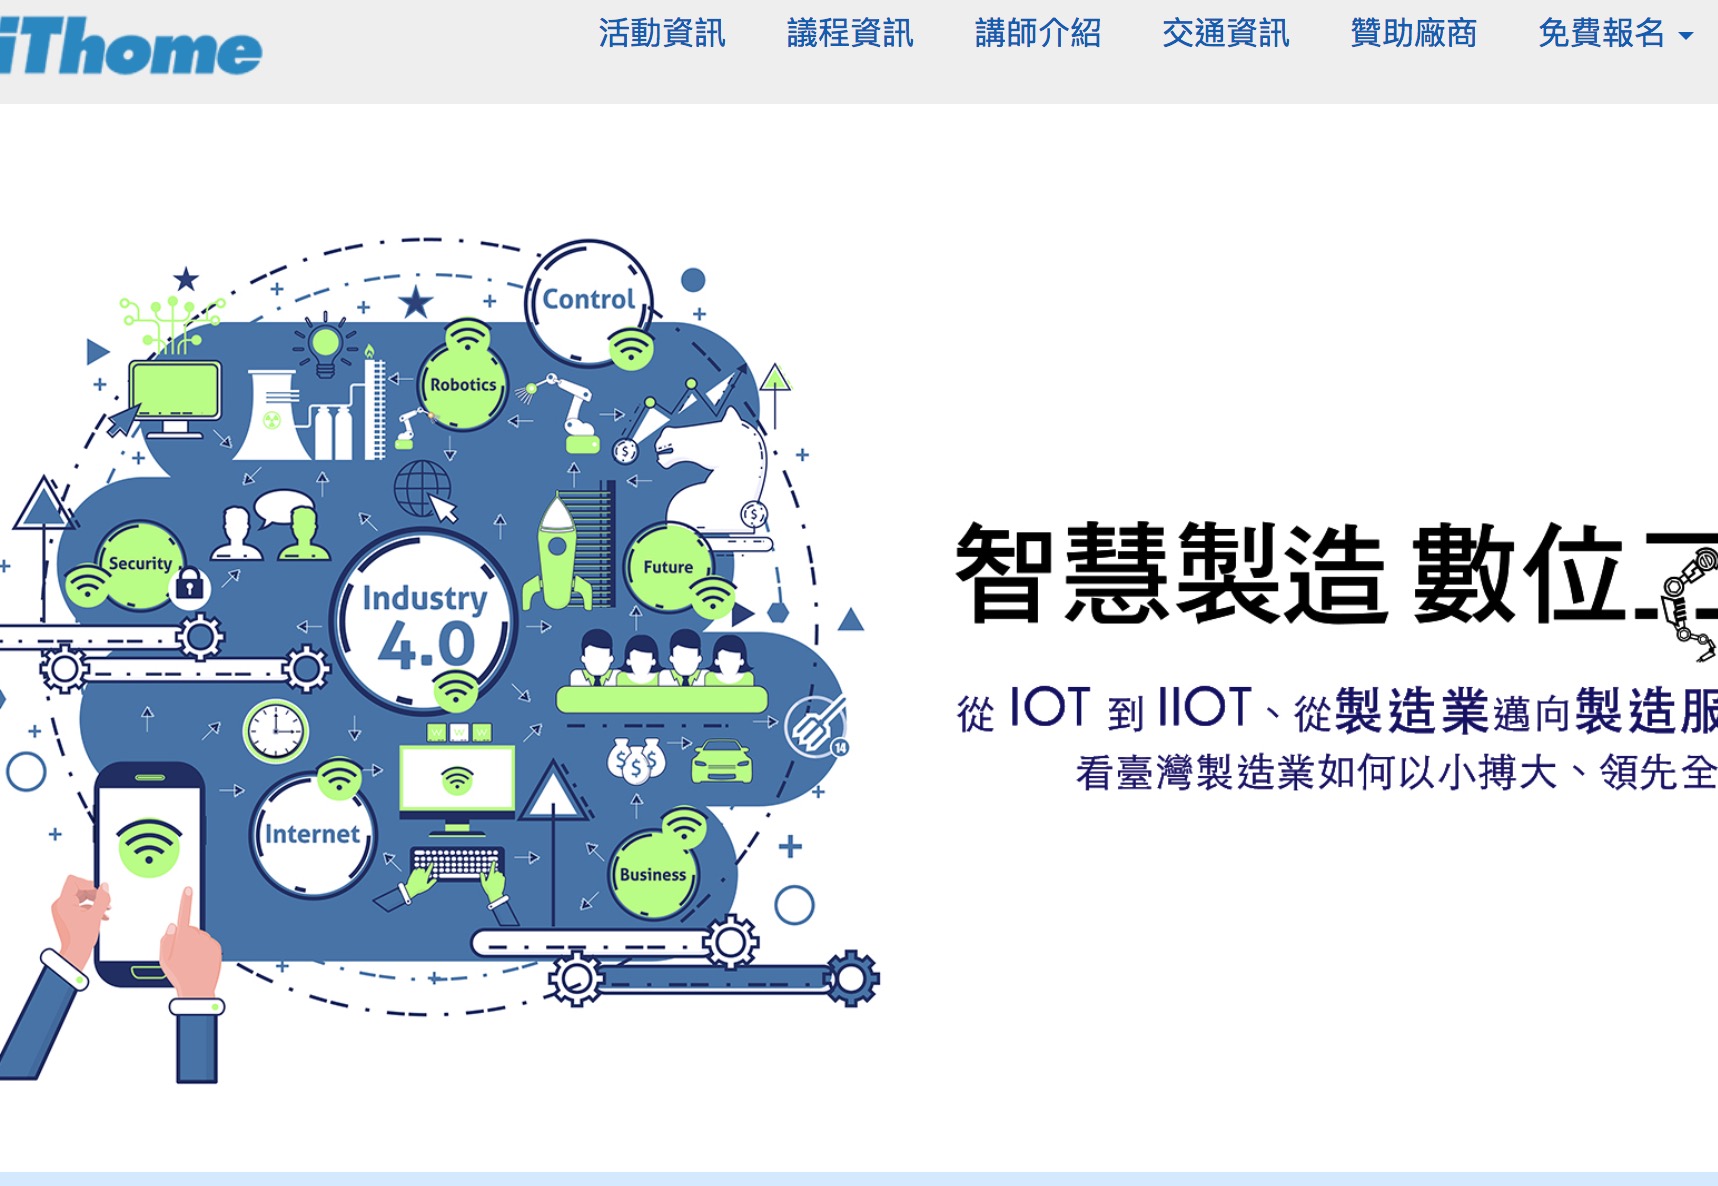 iThome
活動資訊 議程資訊 講師介紹 交通資訊 贊助廠商 免費報名
Control
Robotics
Security
Future
Industry
4.0
14
Internet
Business
智慧製造 數位
從 IOT 到 IIOT、從製造業邁向製造服
看臺灣製造業如何以小搏大、領先全